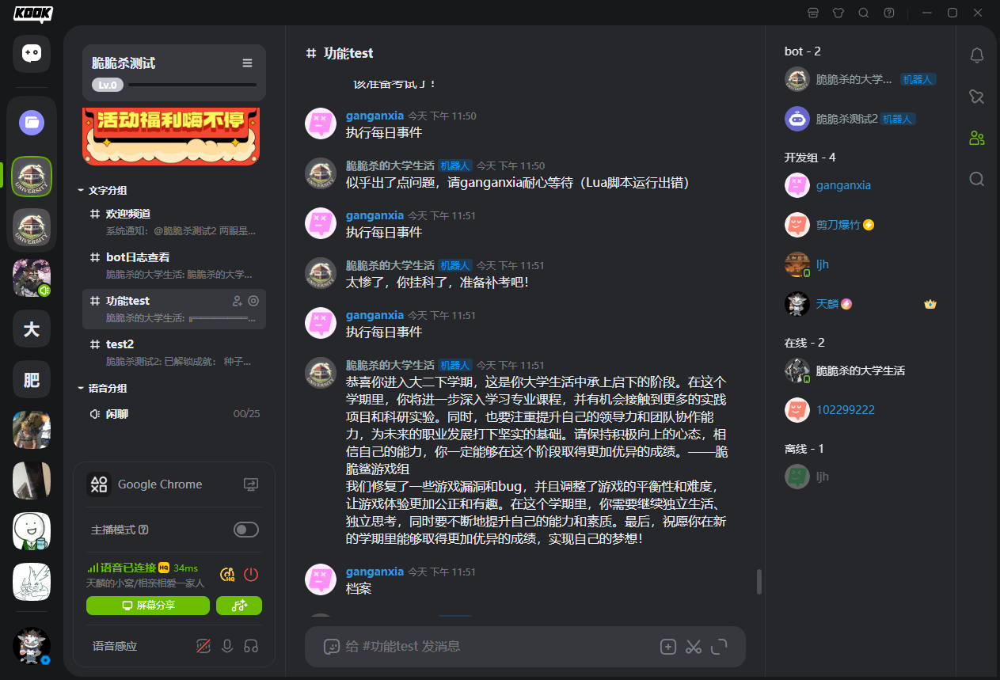 KOOK
大
肥
脆脆杀测试
Lv.0
活动福利嗨不停
文字分组
欢迎频道
系统通知: @脆脆杀测试2 两眼是...
bot日志查看
脆脆杀的大学生活: 脆脆杀的大学...
功能test
脆脆杀的大学生活: ╔═════════...
test2
脆脆杀测试2: 已解锁成就： 种子...
语音分组
闲聊
00/25
Google Chrome
主播模式
语音已连接 HQ 34ms
天麟的小窝/相亲相爱一家人
HQ
屏幕分享
语音感应
# 功能test
该准备考试了！
ganganxia 今天 下午 11:50
执行每日事件
脆脆杀的大学生活 机器人 今天 下午 11:50
似乎出了点问题，请ganganxia耐心等待（Lua脚本运行出错）
ganganxia 今天 下午 11:51
执行每日事件
脆脆杀的大学生活 机器人 今天 下午 11:51
太惨了，你挂科了，准备补考吧！
ganganxia 今天 下午 11:51
执行每日事件
脆脆杀的大学生活 机器人 今天 下午 11:51
恭喜你进入大二下学期，这是你大学生活中承上启下的阶段。在这个
学期里，你将进一步深入学习专业课程，并有机会接触到更多的实践
项目和科研实验。同时，也要注重提升自己的领导力和团队协作能
力，为未来的职业发展打下坚实的基础。请保持积极向上的心态，相
信自己的能力，你一定能够在这个阶段取得更加优异的成绩。——脆
脆鲨游戏组
我们修复了一些游戏漏洞和bug，并且调整了游戏的平衡性和难度，
让游戏体验更加公正和有趣。在这个学期里，你需要继续独立生活、
独立思考，同时要不断地提升自己的能力和素质。最后，祝愿你在新
的学期里能够取得更加优异的成绩，实现自己的梦想！
ganganxia 今天 下午 11:51
档案
给 #功能test 发消息
bot - 2
脆脆杀的大学... 机器人
脆脆杀测试2 机器人
开发组 - 4
ganganxia
剪刀爆竹
ljh
天麟
在线 - 2
脆脆杀的大学生活
102299222
离线 - 1
ljh